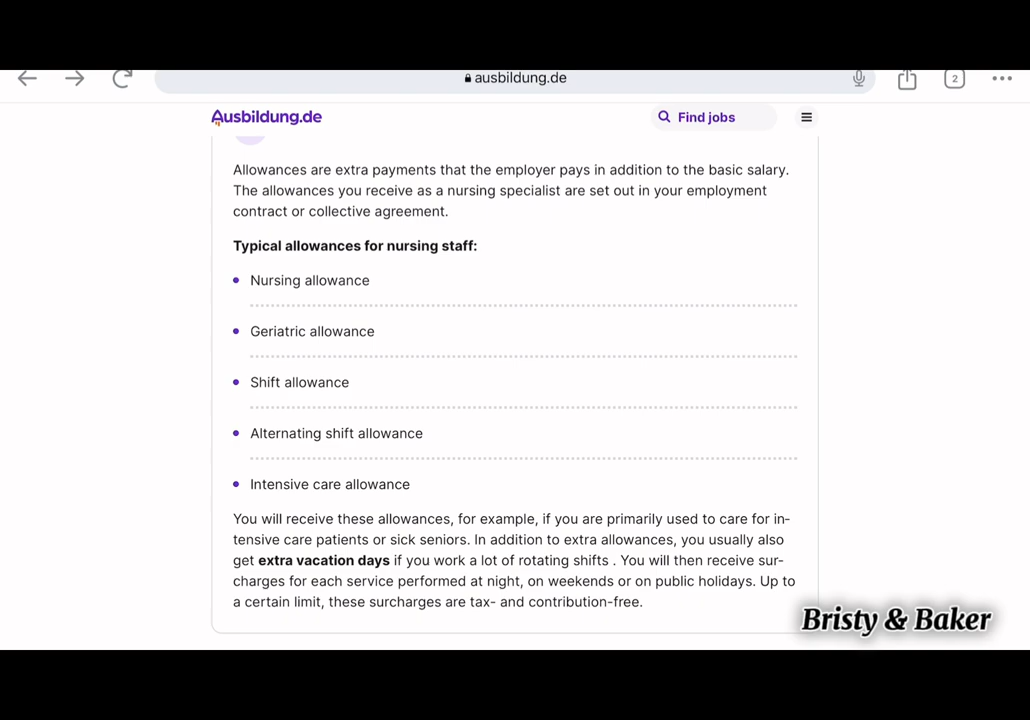 ausbildung.de
2
Ausbildung.de
Find jobs
Allowances are extra payments that the employer pays in addition to the basic salary.
The allowances you receive as a nursing specialist are set out in your employment
contract or collective agreement.
Typical allowances for nursing staff:
Nursing allowance
Geriatric allowance
Shift allowance
Alternating shift allowance
Intensive care allowance
You will receive these allowances, for example, if you are primarily used to care for in-
tensive care patients or sick seniors. In addition to extra allowances, you usually also
get extra vacation days if you work a lot of rotating shifts . You will then receive sur-
charges for each service performed at night, on weekends or on public holidays. Up to
a certain limit, these surcharges are tax- and contribution-free.
Bristy & Baker